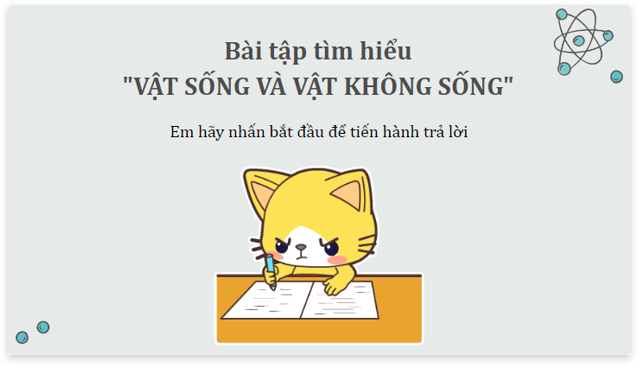 Bài tập tìm hiểu
"VẬT SỐNG VÀ VẬT KHÔNG SỐNG"
Em hãy nhấn bắt đầu để tiến hành trả lời